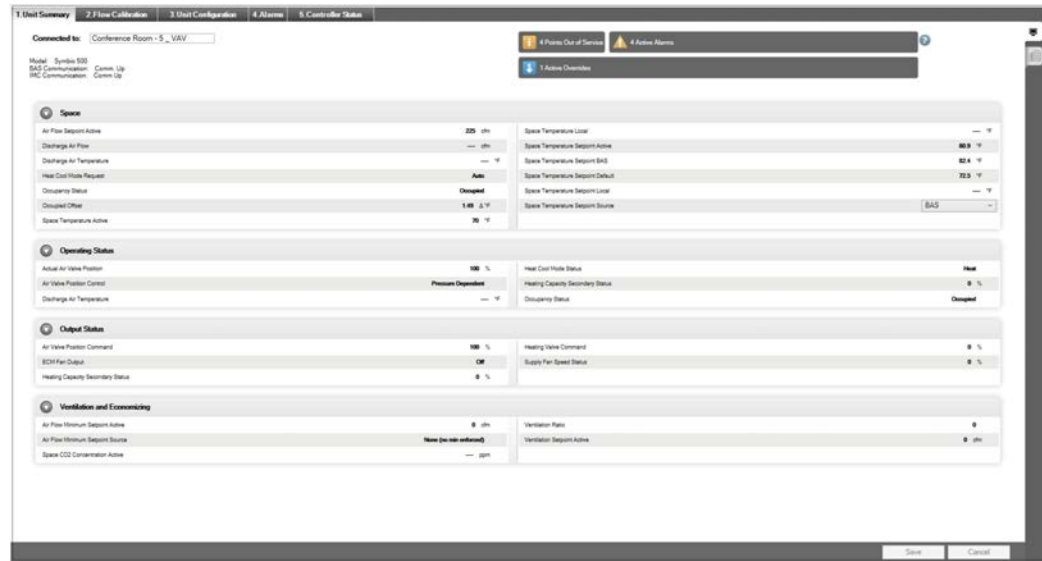 1.Unit Summary 2.Flow Calibration 3.Unit Configuration 4.Alarms 5.Controller Status
Connected to: Conference Room - 5 _ VAV
4 Points Out of Service 4 Active Alarms
Model: Symbio 500
BAS Communication: Comm. Up
IMC Communication: Comm Up
1 Active Overrides
Space
Air Flow Setpoint Active 225 cfm
Discharge Air Flow — cfm
Discharge Air Temperature — °F
Heat Cool Mode Request Auto
Occupancy Status Occupied
Occupied Offset 1.49 Δ°F
Space Temperature Active 70 °F
Space Temperature Local — °F
Space Temperature Setpoint Active 80.9 °F
Space Temperature Setpoint BAS 82.4 °F
Space Temperature Setpoint Default 72.5 °F
Space Temperature Setpoint Local — °F
Space Temperature Setpoint Source BAS
Operating Status
Actual Air Valve Position 100 %
Air Valve Position Control Pressure Dependent
Discharge Air Temperature — °F
Heat Cool Mode Status Heat
Heating Capacity Secondary Status 0 %
Occupancy Status Occupied
Output Status
Air Valve Position Command 100 %
ECM Fan Output Off
Heating Capacity Secondary Status 0 %
Heating Valve Command 0 %
Supply Fan Speed Status 0 %
Ventilation and Economizing
Air Flow Minimum Setpoint Active 0 cfm
Air Flow Minimum Setpoint Source None (no min enforced)
Space CO2 Concentration Active — ppm
Ventilation Ratio 0
Ventilation Setpoint Active 0 cfm
Save Cancel